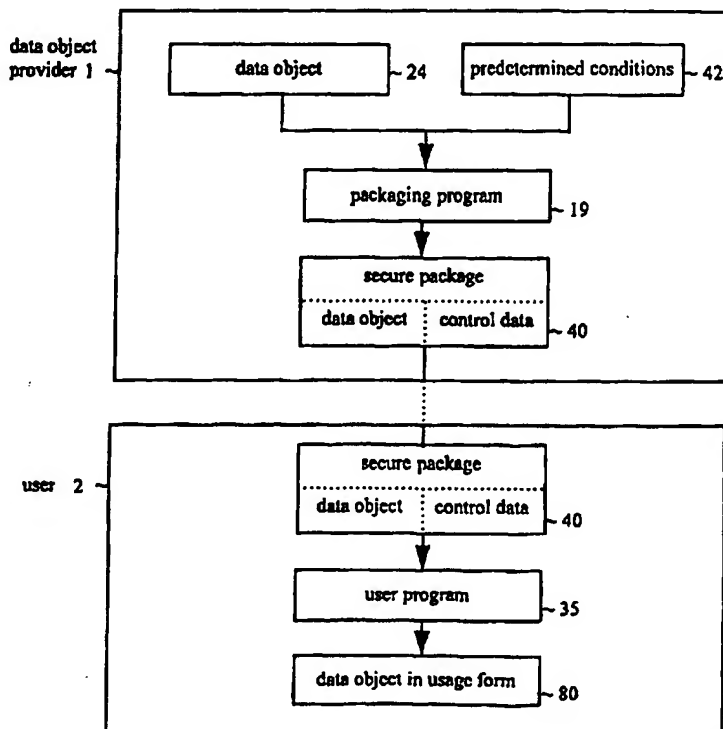 data object
provider 1
data object
24
predetermined conditions
42
packaging program
19
secure package
data object
control data
40
user 2
secure package
data object
control data
40
user program
35
data object in usage form
80